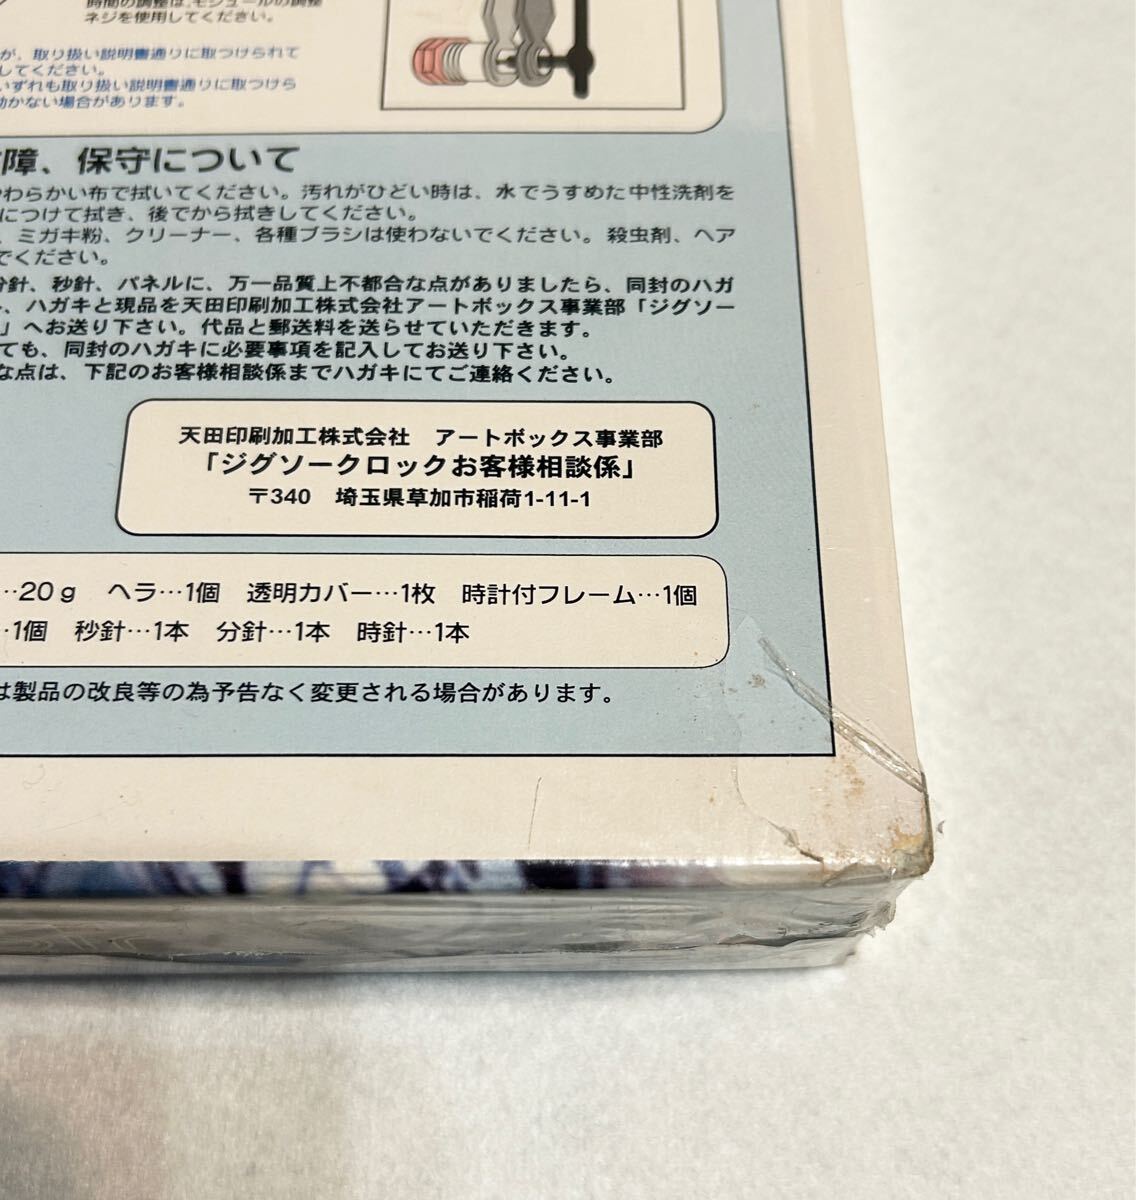 時間の調整は、モジュールの調整
ネジを使用してください。
が、取り扱い説明書通りに取つけられて
してください。
いずれも取り扱い説明書通りに取つけら
動かない場合があります。
障、保守について
やわらかい布で拭いてください。汚れがひどい時は、水でうすめた中性洗剤を
につけて拭き、後でから拭きしてください。
、ミガキ粉、クリーナー、各種ブラシは使わないでください。殺虫剤、ヘア
でください。
分針、秒針、パネルに、万一品質上不都合な点がありましたら、同封のハガ
、ハガキと現品を天田印刷加工株式会社アートボックス事業部「ジグソー
」へお送り下さい。代品と郵送料を送らせていただきます。
ても、同封のハガキに必要事項を記入してお送り下さい。
な点は、下記のお客様相談係までハガキにてご連絡ください。
天田印刷加工株式会社 アートボックス事業部
「ジグソークロックお客様相談係」
〒340 埼玉県草加市稲荷1-11-1
…20g ヘラ…1個 透明カバー…1枚 時計付フレーム…1個
…1個 秒針…1本 分針…1本 時針…1本
は製品の改良等の為予告なく変更される場合があります。